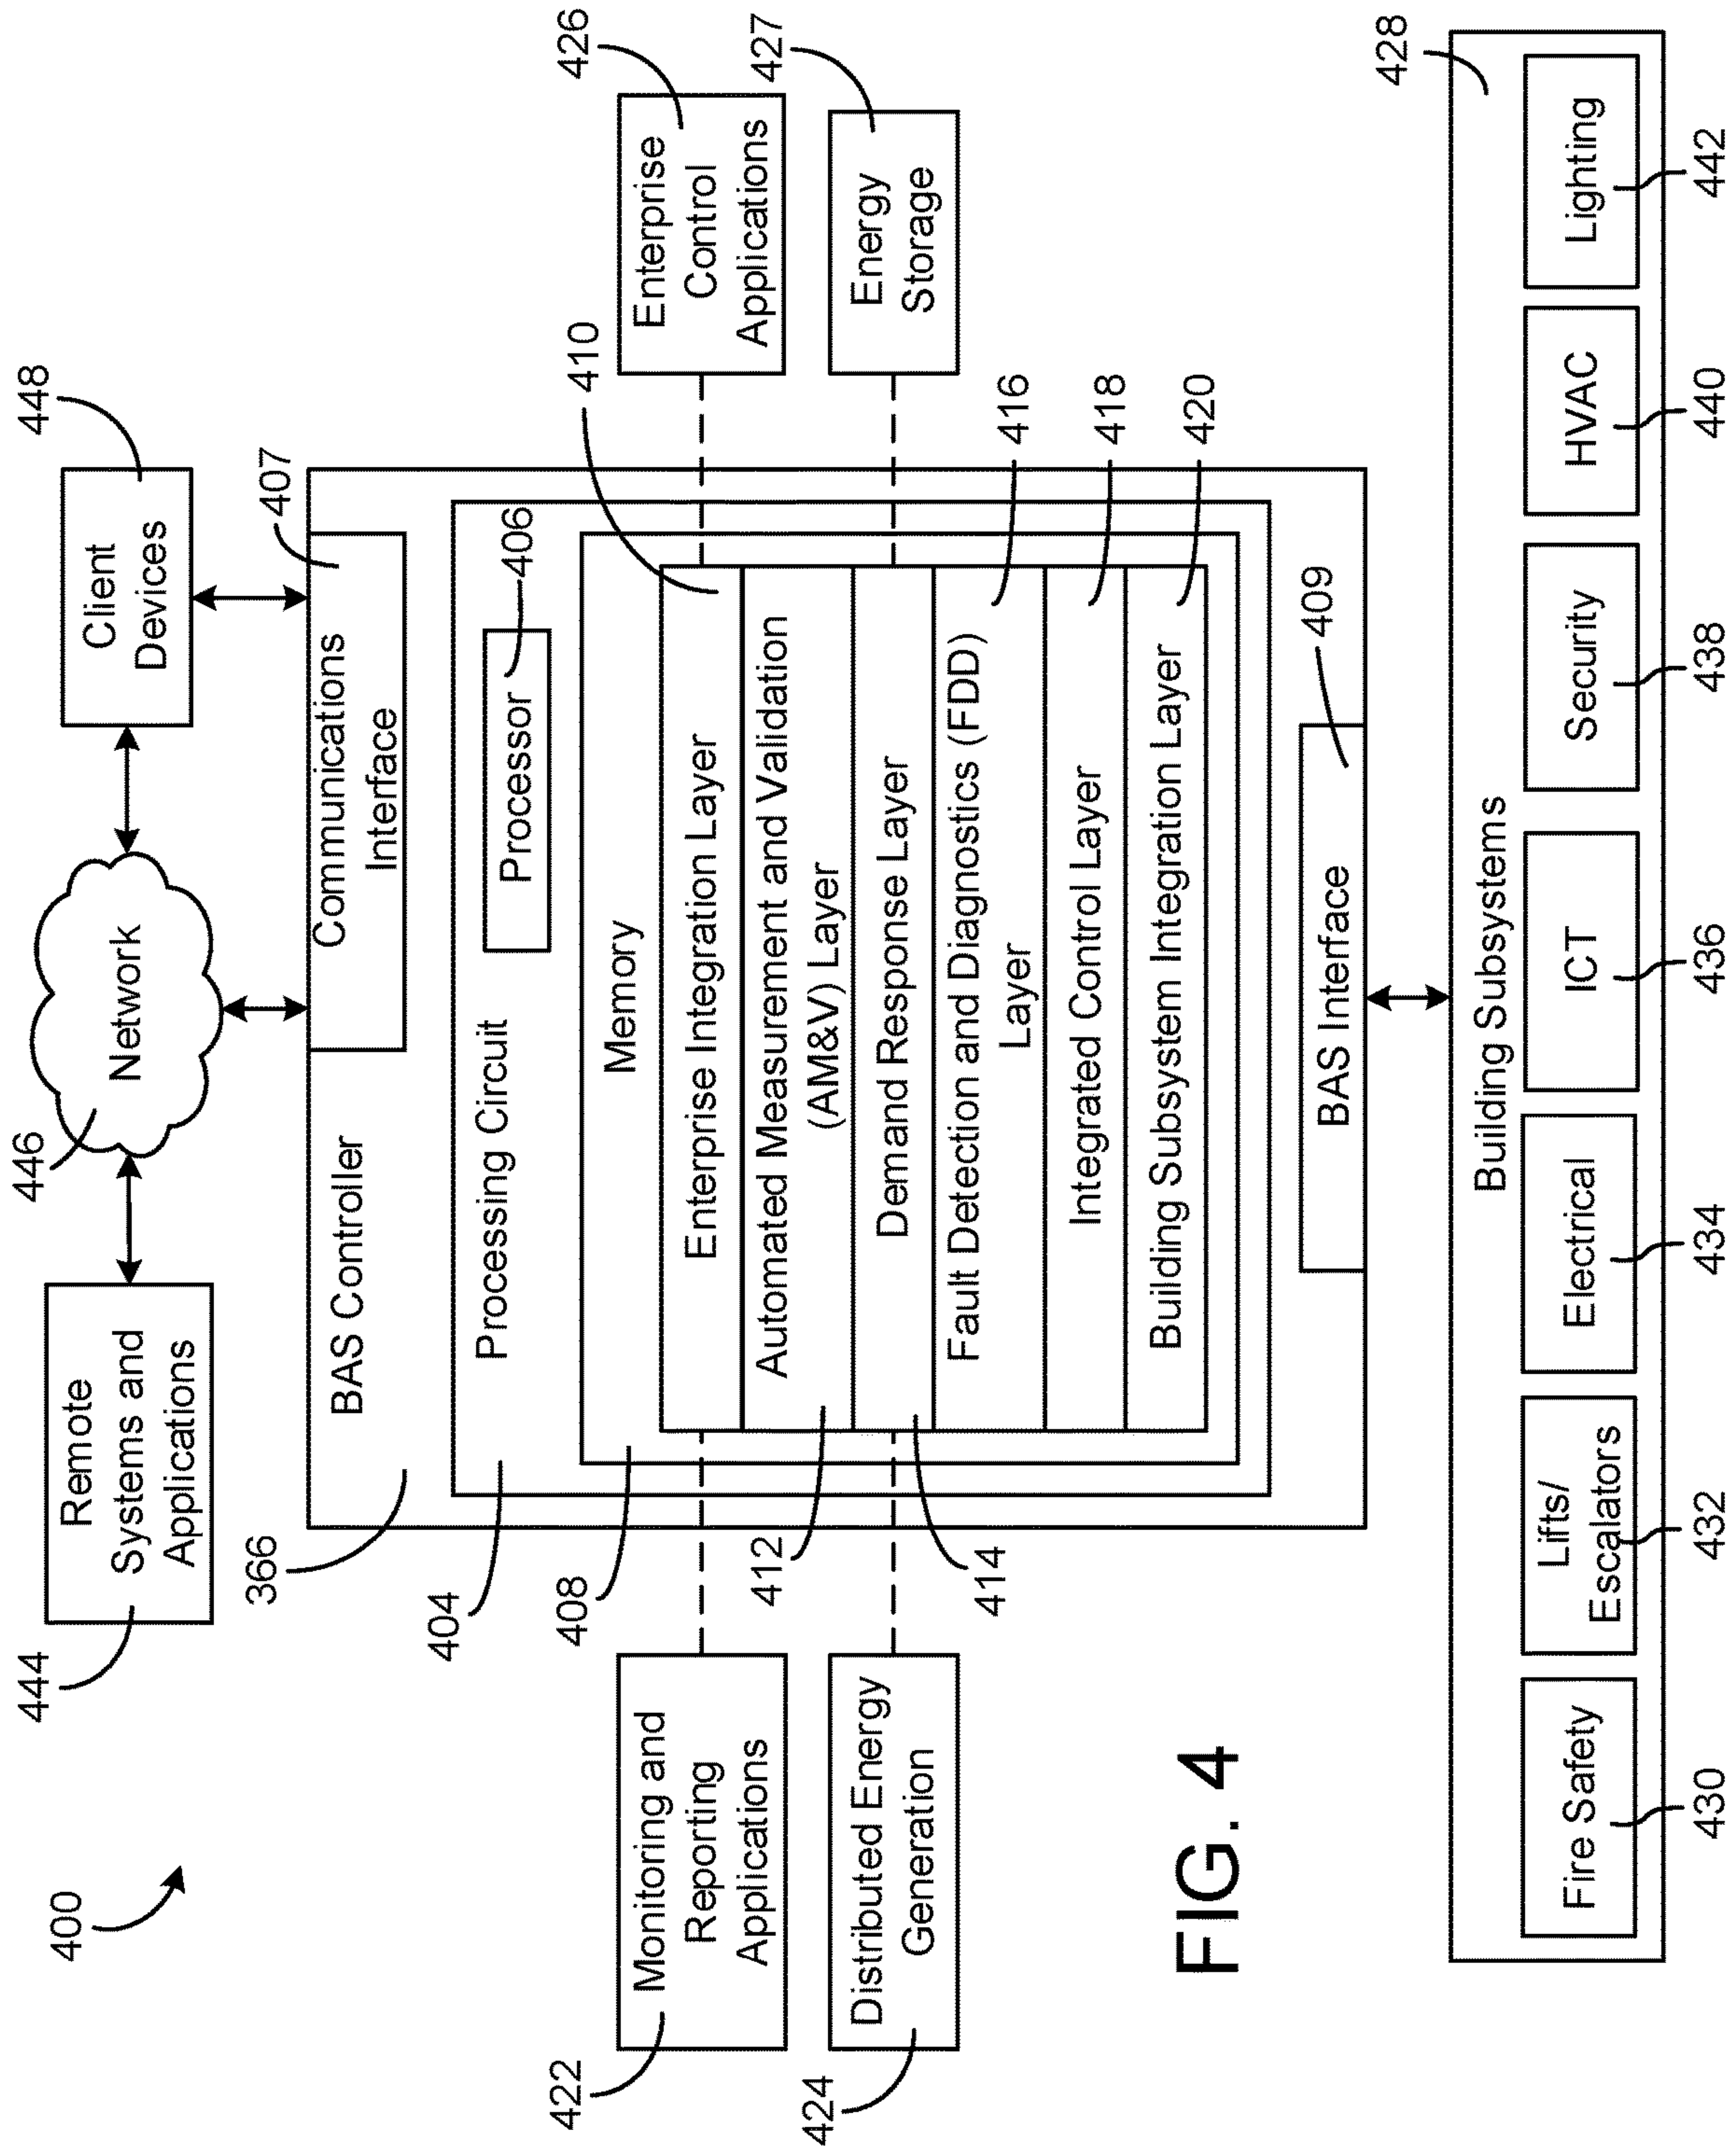 400
444
Remote
Systems and
Applications
446
Network
448
Client
Devices
366
BAS Controller
407
Communications
Interface
404
Processing Circuit
Processor
406
408
Memory
410
Enterprise Integration Layer
Automated Measurement and Validation
(AM&V) Layer
412
Demand Response Layer
414
Fault Detection and Diagnostics (FDD)
Layer
416
Integrated Control Layer
418
Building Subsystem Integration Layer
420
BAS Interface
409
422
Monitoring and
Reporting
Applications
424
Distributed Energy
Generation
426
Enterprise
Control
Applications
427
Energy
Storage
428
Building Subsystems
Fire Safety
Lifts/
Escalators
Electrical
ICT
Security
HVAC
Lighting
430
432
434
436
438
440
442
FIG. 4